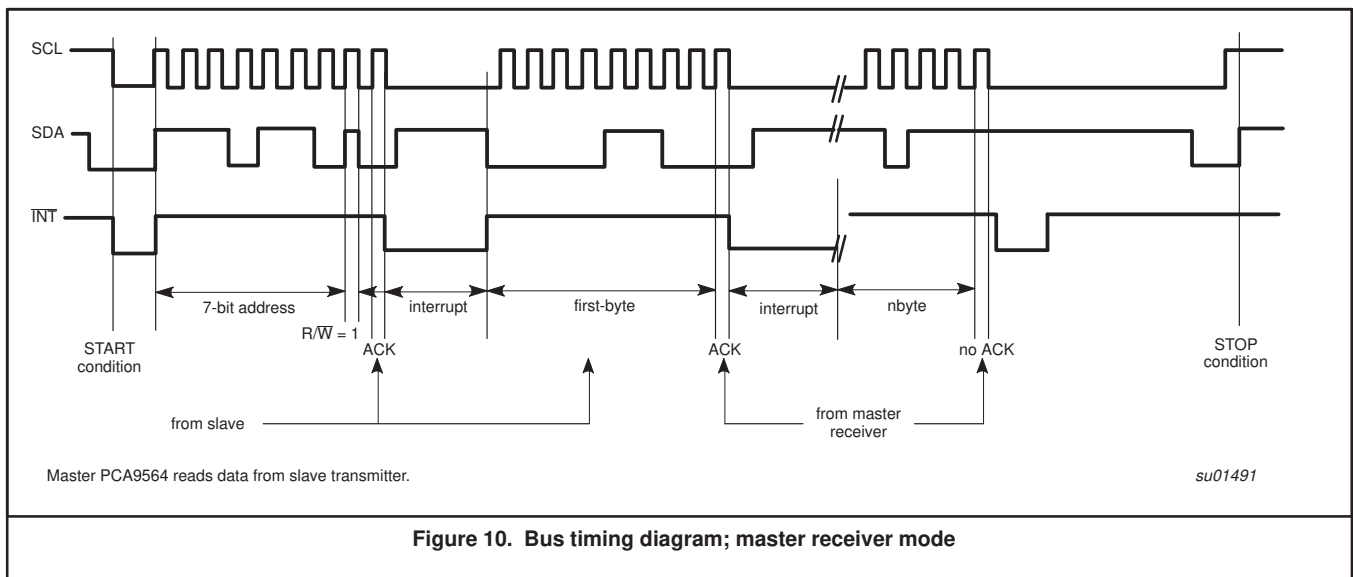 SCL
SDA
INT
7-bit address
interrupt
first-byte
interrupt
nbyte
R/W = 1
START
condition
ACK
ACK
no ACK
STOP
condition
from slave
from master
receiver
Master PCA9564 reads data from slave transmitter.
su01491
Figure 10. Bus timing diagram; master receiver mode